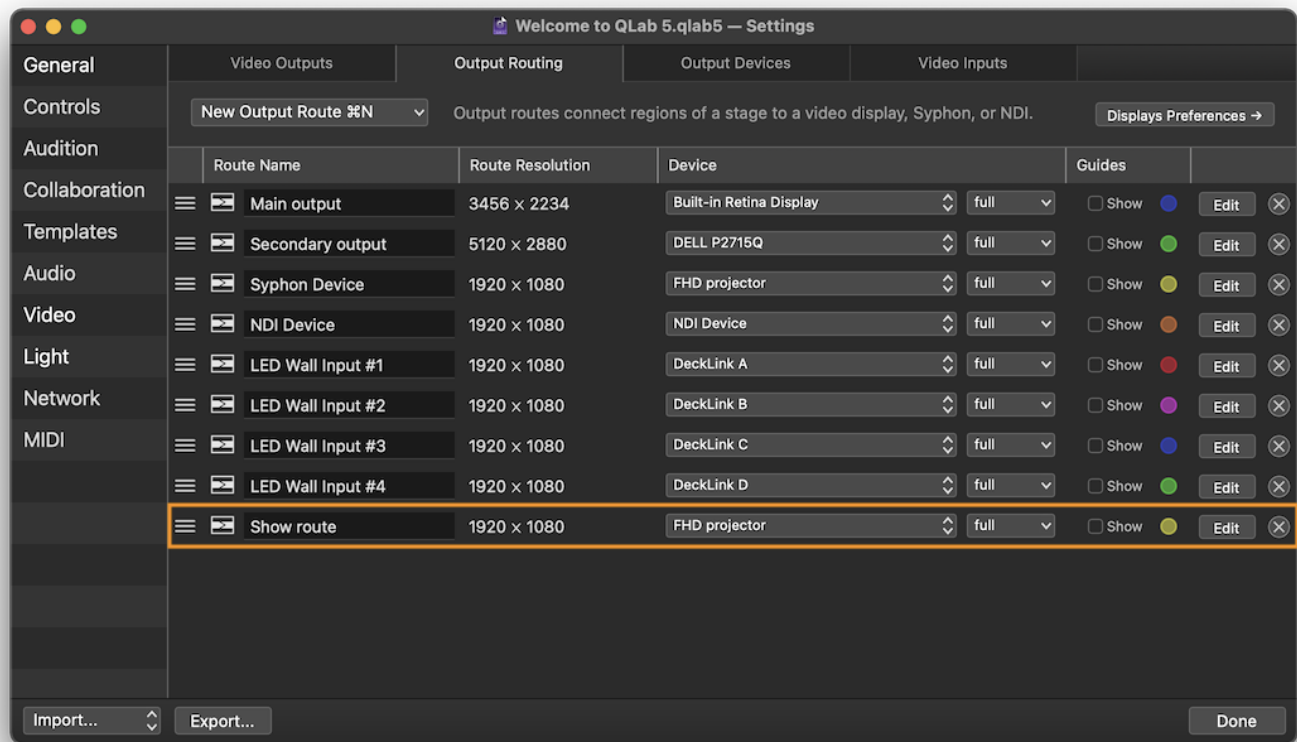 Welcome to QLab 5.qlab5 — Settings
General
Controls
Audition
Collaboration
Templates
Audio
Video
Light
Network
MIDI
Video Outputs Output Routing Output Devices Video Inputs
New Output Route ⌘N Output routes connect regions of a stage to a video display, Syphon, or NDI. Displays Preferences →
Route Name Route Resolution Device Guides
Main output 3456 × 2234 Built-in Retina Display full Show Edit
Secondary output 5120 × 2880 DELL P2715Q full Show Edit
Syphon Device 1920 × 1080 FHD projector full Show Edit
NDI Device 1920 × 1080 NDI Device full Show Edit
LED Wall Input #1 1920 × 1080 DeckLink A full Show Edit
LED Wall Input #2 1920 × 1080 DeckLink B full Show Edit
LED Wall Input #3 1920 × 1080 DeckLink C full Show Edit
LED Wall Input #4 1920 × 1080 DeckLink D full Show Edit
Show route 1920 × 1080 FHD projector full Show Edit
Import... Export... Done